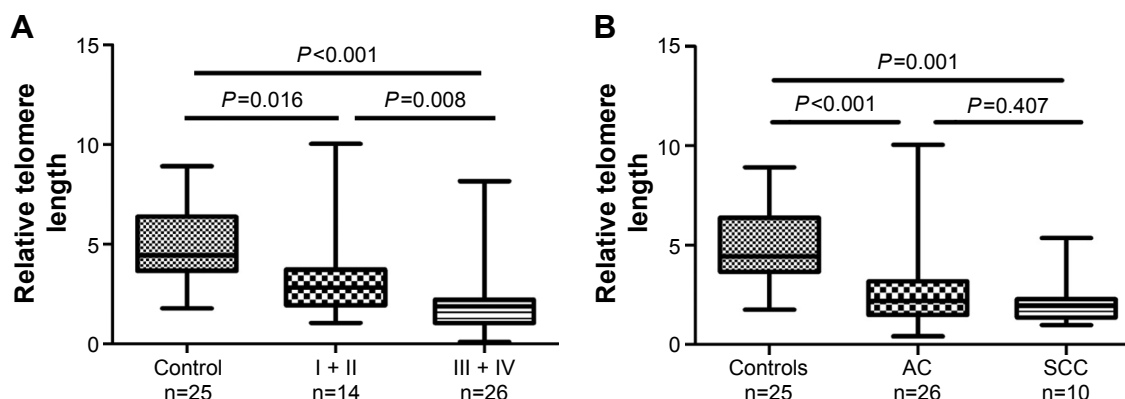 A
Relative telomere
length
15
10
5
0
P<0.001
P=0.016
P=0.008
Control
I + II
III + IV
n=25
n=14
n=26
B
Relative telomere
length
15
10
5
0
P=0.001
P<0.001
P=0.407
Controls
AC
SCC
n=25
n=26
n=10